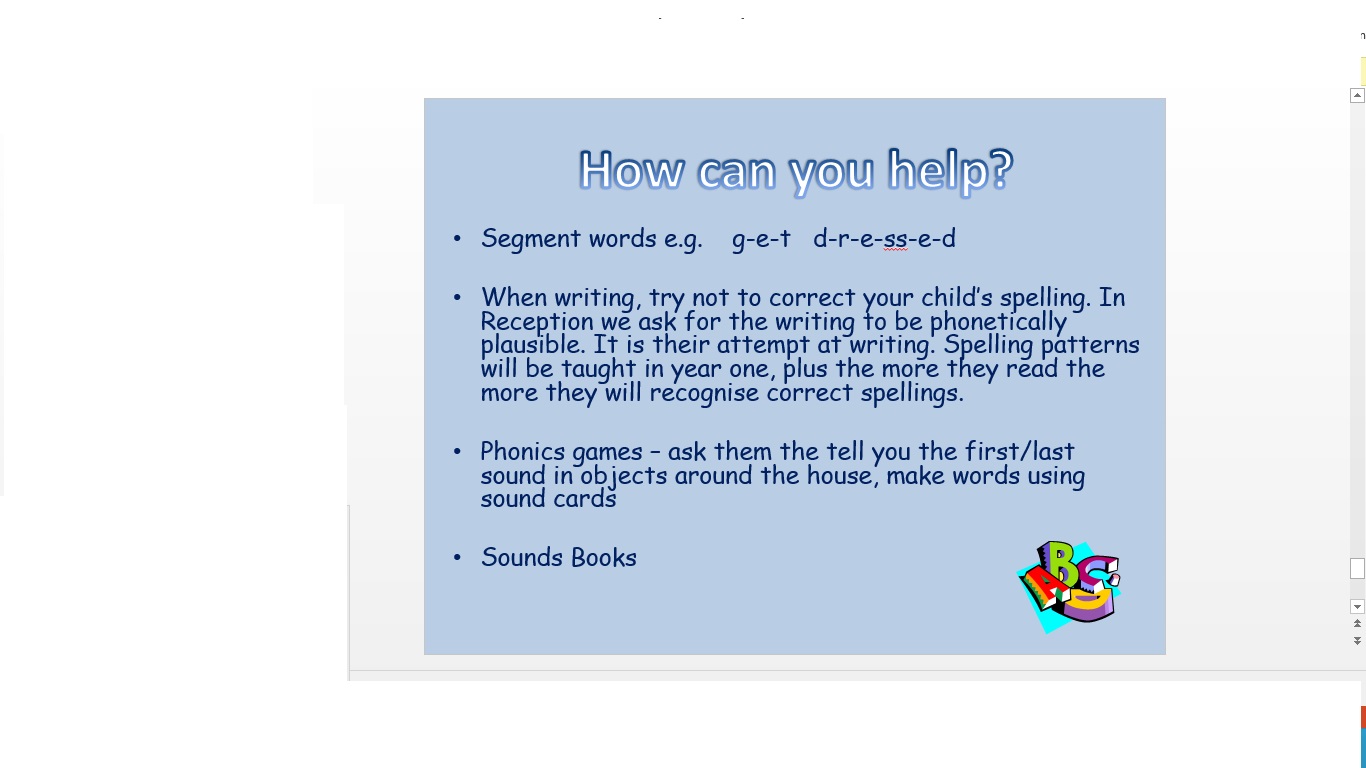 How can you help?
• Segment words e.g. g-e-t d-r-e-ss-e-d
• When writing, try not to correct your child's spelling. In
Reception we ask for the writing to be phonetically
plausible. It is their attempt at writing. Spelling patterns
will be taught in year one, plus the more they read the
more they will recognise correct spellings.
• Phonics games – ask them the tell you the first/last
sound in objects around the house, make words using
sound cards
• Sounds Books
A B C D